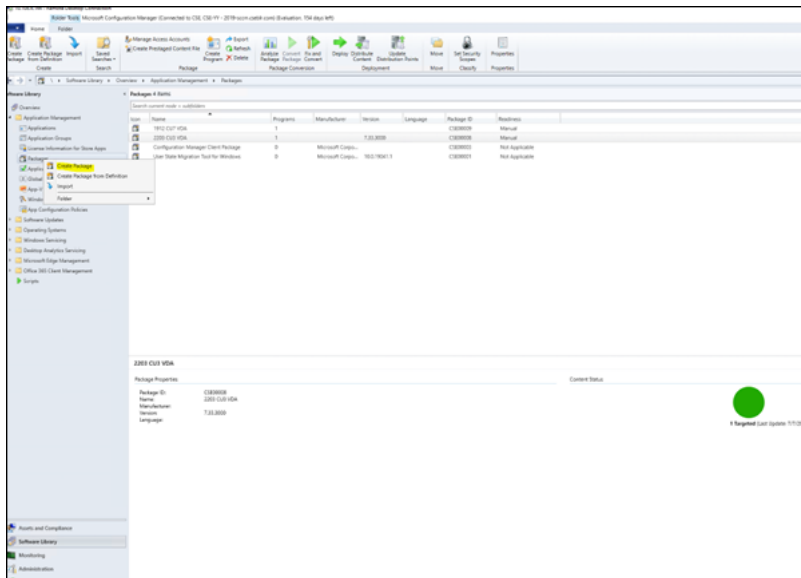 Folder Tools Microsoft Configuration Manager (Connected to CSE, CSE-YY-2019-sccm.csetik.com) (Evaluation, 154 days left)
Home Folder
Create Package
Create Package from Definition
Import
Saved Searches
Manage Access Accounts
Create Prestaged Content File
Create Program
Export
Refresh
Delete
Analyze Package
Convert Package
Fix and Convert
Deploy
Distribute Content
Update Distribution Points
Move
Set Security Scopes
Properties
Create Search Package Package Conversion Deployment Move Classify Properties
Software Library Overview Application Management Packages
Software Library
Packages 4 items
Search current node + subfolders
Icon Name Programs Manufacturer Version Language Package ID Readiness
1912 CU7 VDA 1 Manual
2203 CU3 VDA 1 7.33.3000 Manual
Configuration Manager Client Package 0 Microsoft Corpo... Not Applicable
User State Migration Tool for Windows 0 Microsoft Corpo... 10.0.19041.1 Not Applicable
Overview
Application Management
Applications
Application Groups
License Information for Store Apps
Packages
Create Package
Create Package from Definition
Import
Folder
App Configuration Policies
Software Updates
Operating Systems
Windows Servicing
Desktop Analytics Servicing
Microsoft Edge Management
Office 365 Client Management
Scripts
2203 CU3 VDA
Package Properties
Package ID:
Name: 2203 CU3 VDA
Manufacturer:
Version: 7.33.3000
Language:
Content Status
1 Targeted
Assets and Compliance
Software Library
Monitoring
Administration